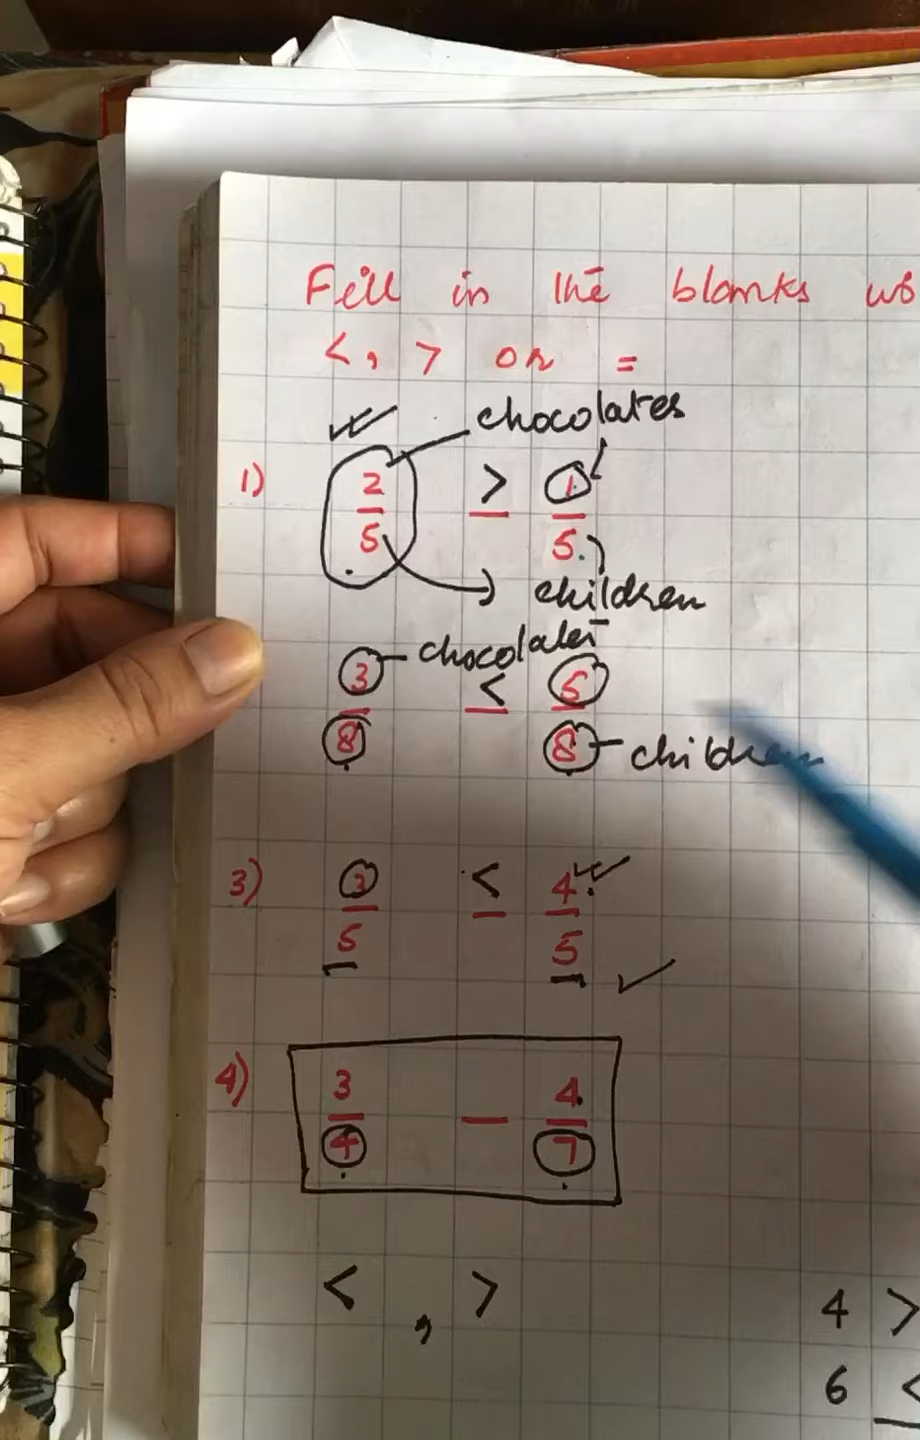 Fill in the blanks
<, > or =
chocolates
1) 2/5 > 1/5
children
chocolates
3/8 < 5/8
children
3) 3/5 < 4/5
4) 3/4 _ 4/7
< , >
4 >
6 <